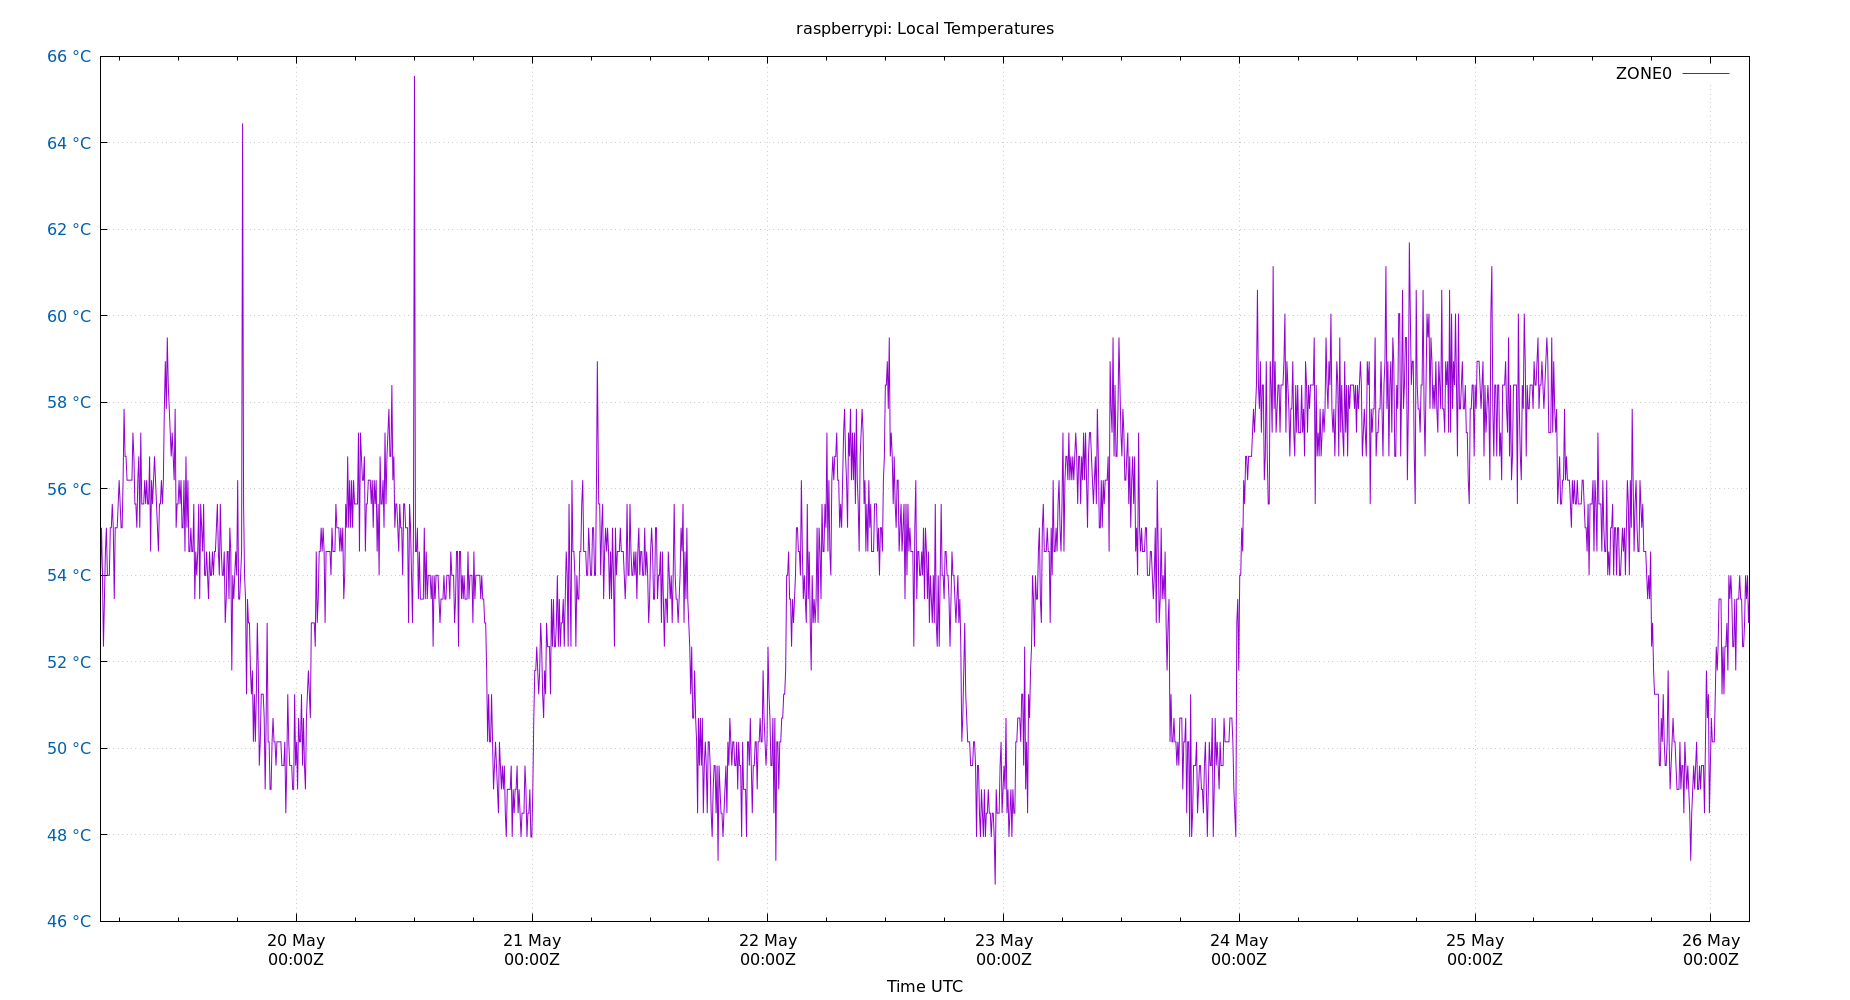 raspberrypi: Local Temperatures
66 °C
ZONE0
64 °C
62 °C
60 °C
58 °C
56 °C
54 °C
52 °C
50 °C
48 °C
46 °C
20 May 21 May 22 May 23 May 24 May 25 May 26 May
00:00Z 00:00Z 00:00Z 00:00Z 00:00Z 00:00Z 00:00Z
Time UTC